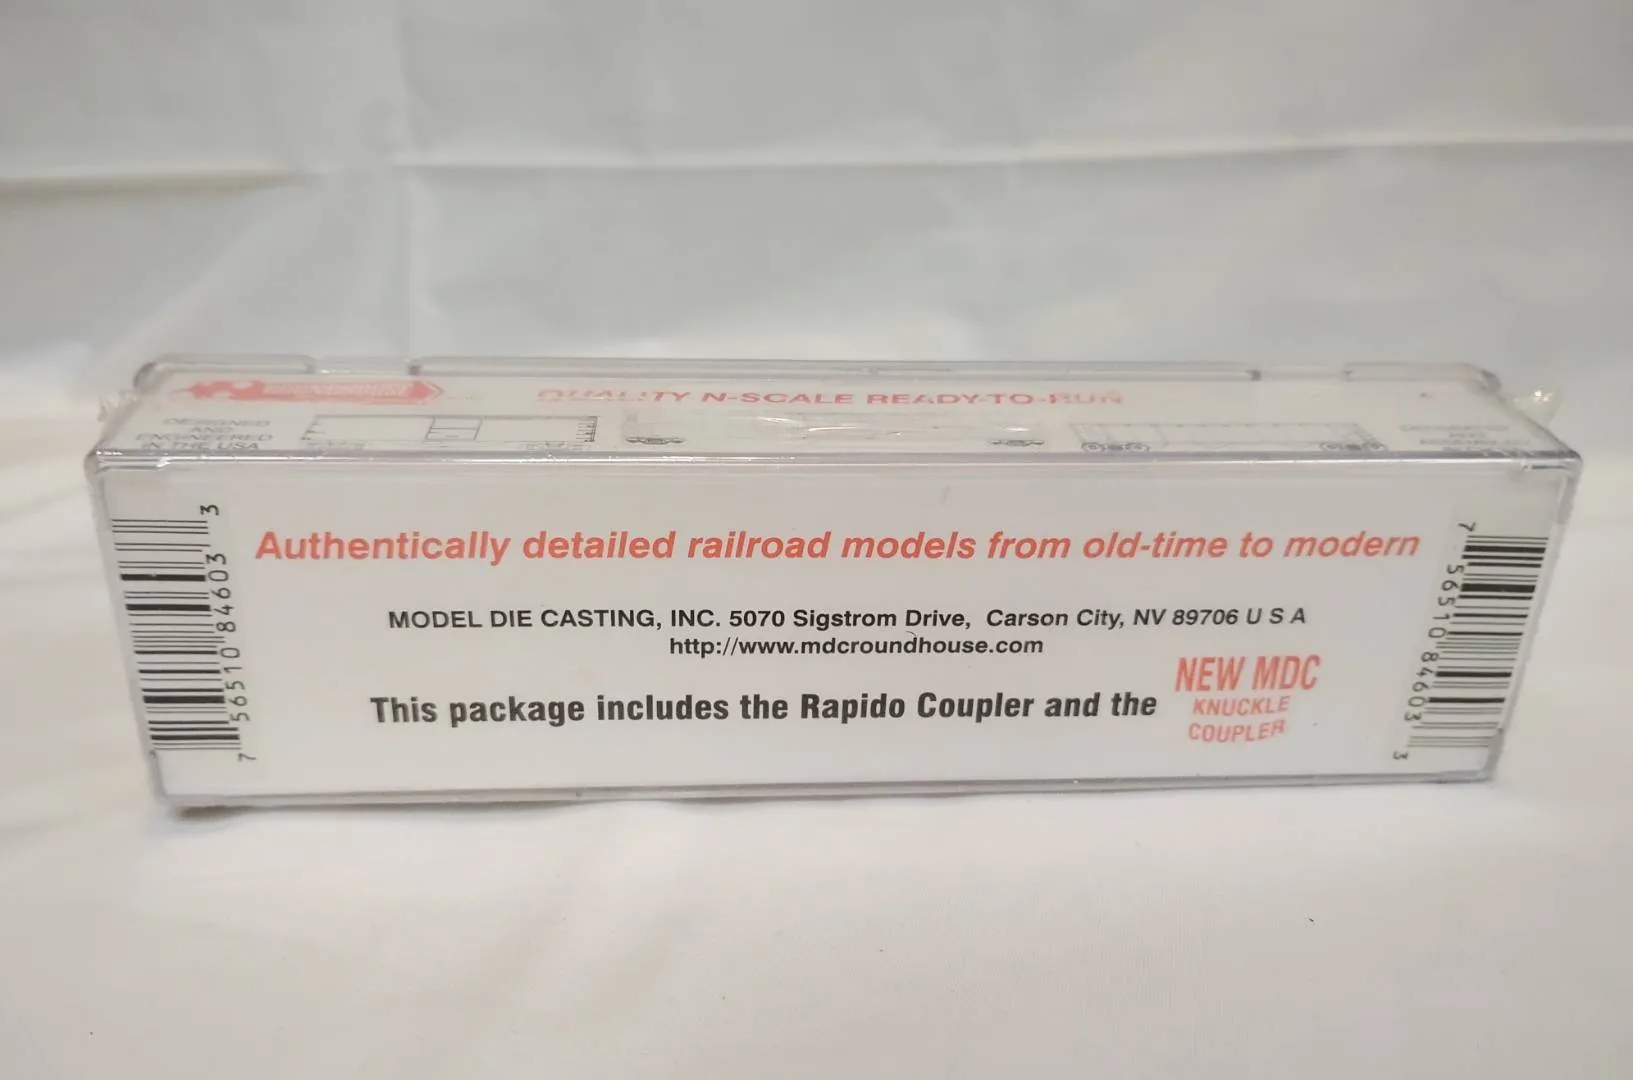 ROUNDHOUSE
QUALITY N-SCALE READY-TO-RUN
DESIGNED
AND
ENGINEERED
IN THE USA
Authentically detailed railroad models from old-time to modern
MODEL DIE CASTING, INC. 5070 Sigstrom Drive, Carson City, NV 89706 U S A
http://www.mdcroundhouse.com
This package includes the Rapido Coupler and the
NEW MDC
KNUCKLE
COUPLER
7 56510 84603 3
7 56510 84603 3